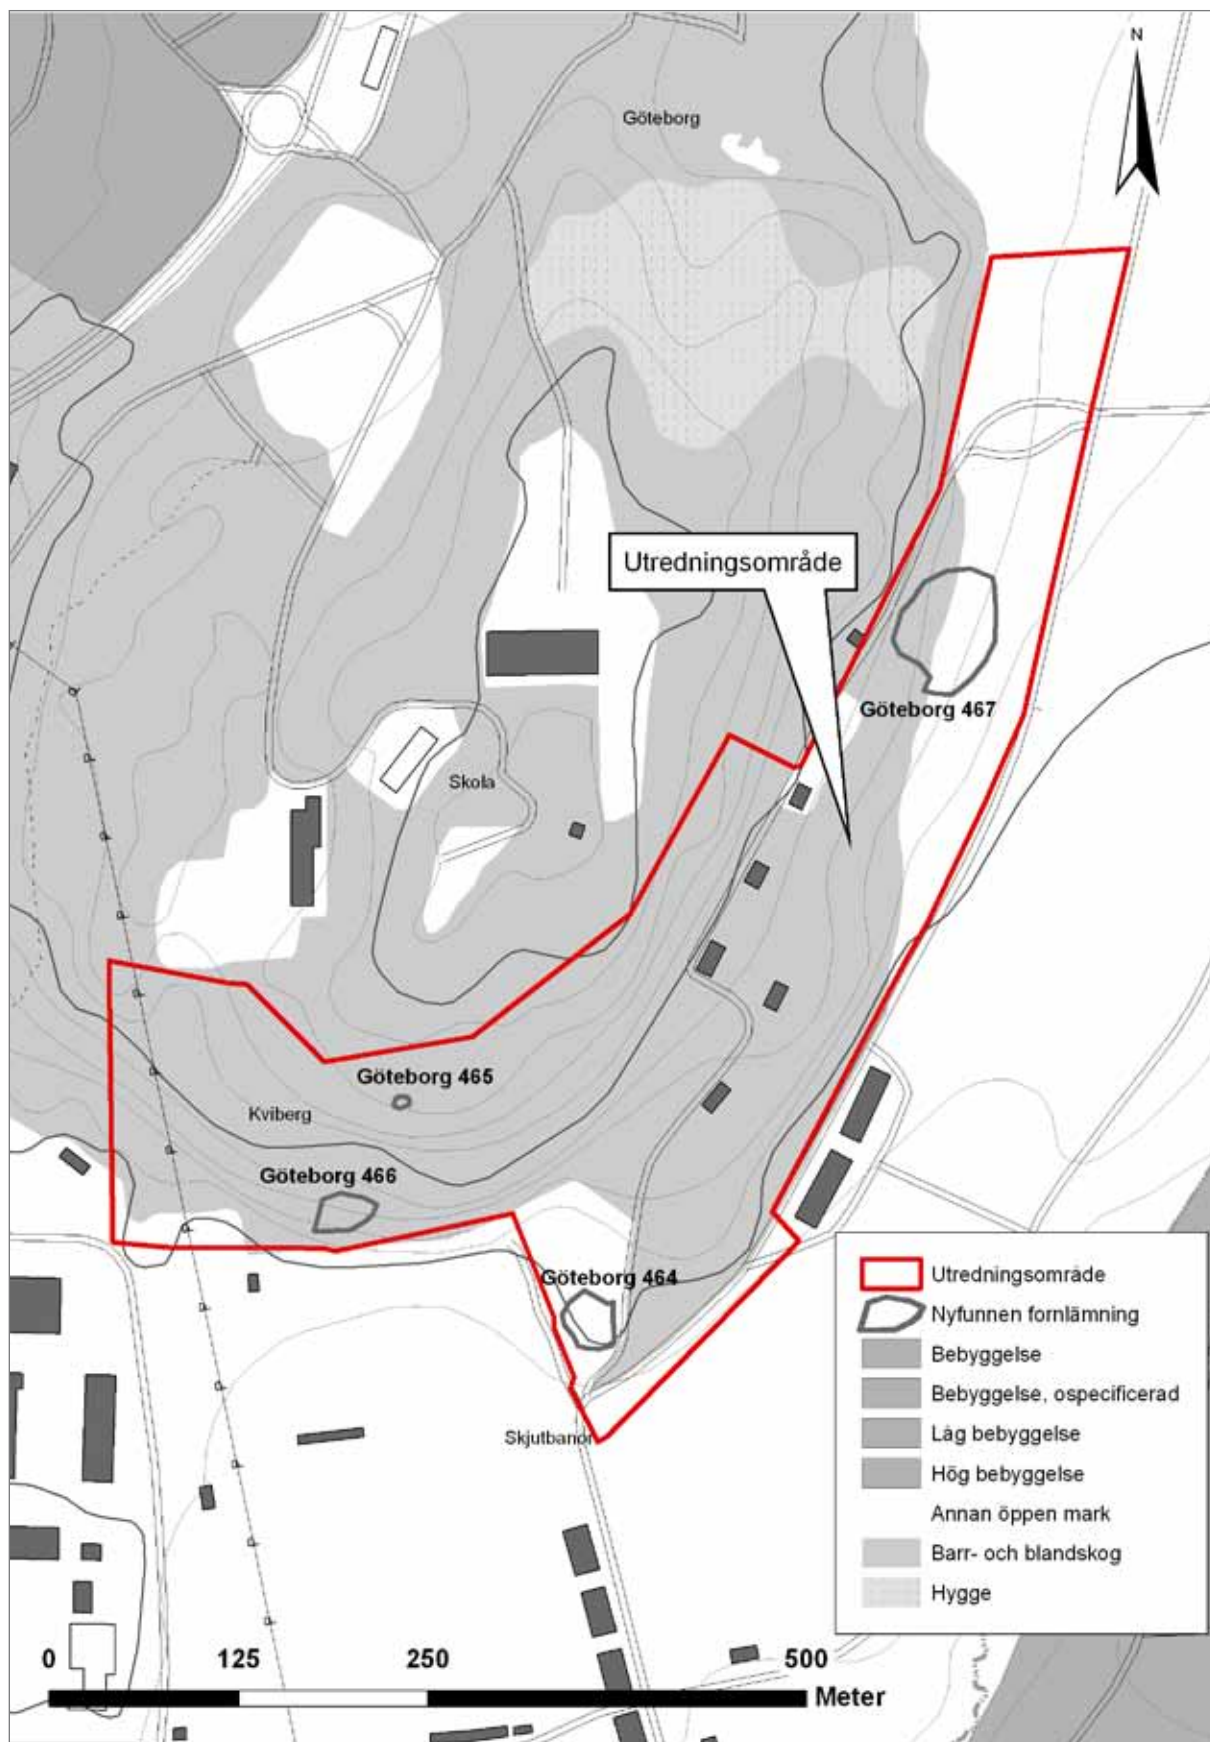 N
Göteborg
Utredningsområde
Göteborg 467
Skola
Göteborg 465
Kviberg
Göteborg 466
Göteborg 464
Skjutbanor
Utredningsområde
Nyfunnen fornlämning
Bebyggelse
Bebyggelse, ospecificerad
Låg bebyggelse
Hög bebyggelse
Annan öppen mark
Barr- och blandskog
Hygge
0 125 250 500
Meter